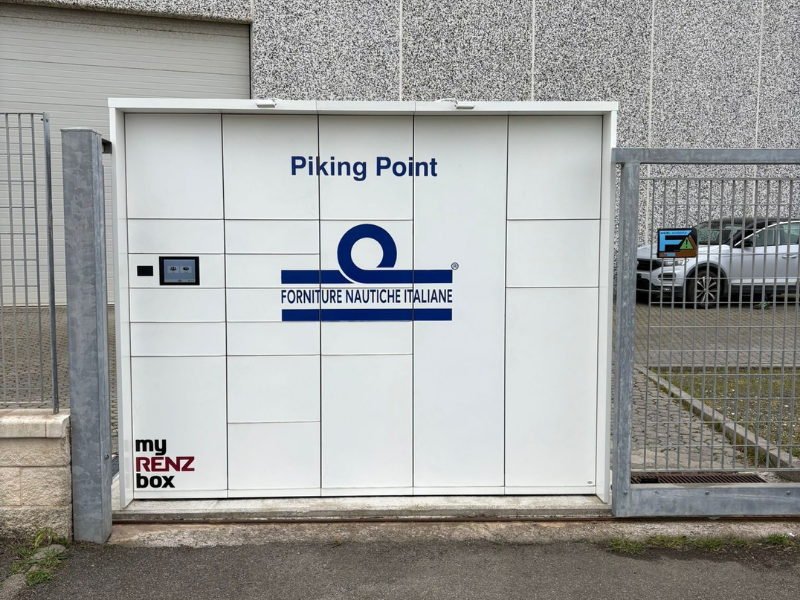 Piking Point
®
FORNITURE NAUTICHE ITALIANE
my
RENZ
box